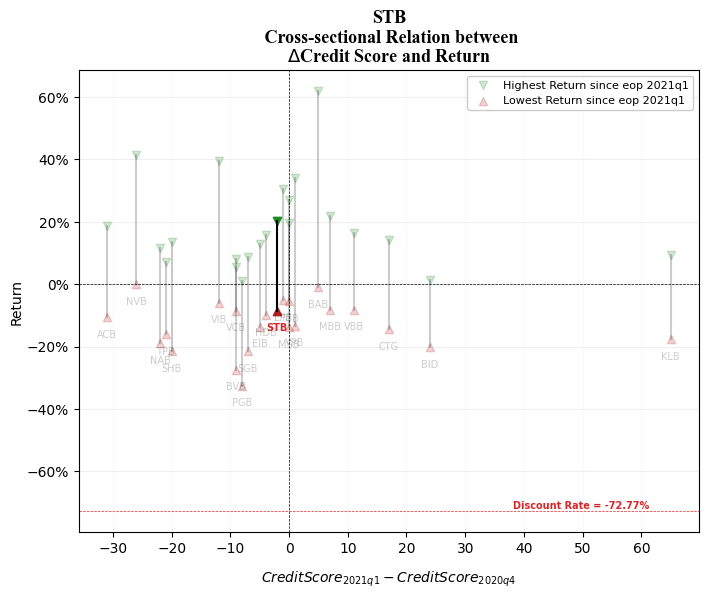 STB
Cross-sectional Relation between
ΔCredit Score and Return
Highest Return since eop 2021q1
Lowest Return since eop 2021q1
60%
40%
20%
0%
−20%
−40%
−60%
Return
NVB
BAB
VIB
ACB
VCB
STB
MBB
VBB
HDB
EIB
CTG
TPB
NAB
SHB
SGB
BID
KLB
BVB
PGB
Discount Rate = -72.77%
−30
−20
−10
0
10
20
30
40
50
60
CreditScore2021q1 − CreditScore2020q4